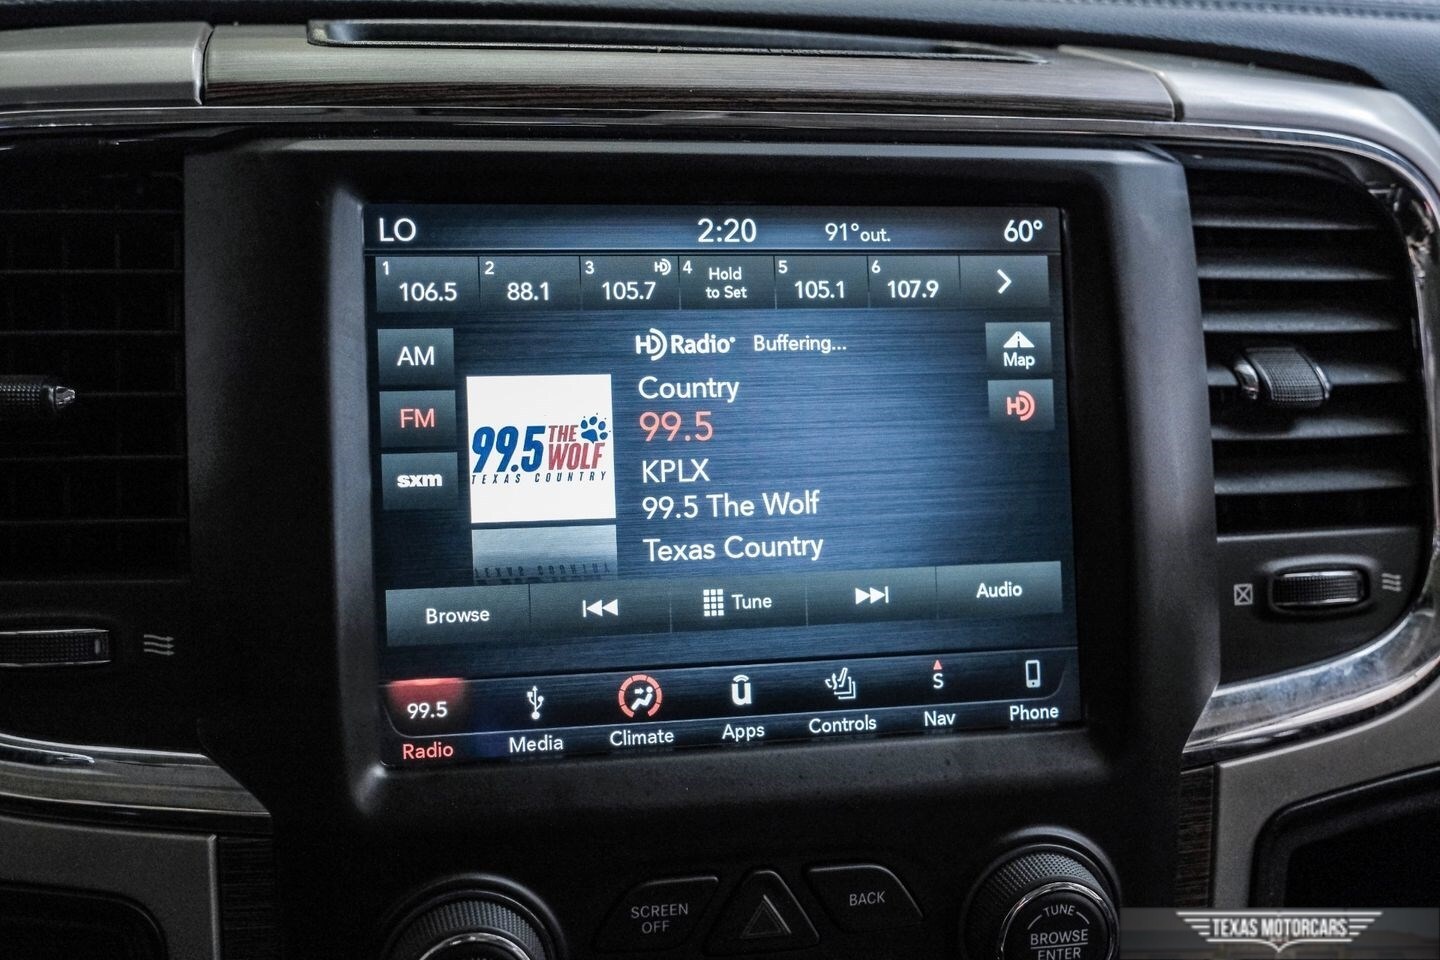 LO 2:20 91°out. 60°
1 106.5 2 88.1 3 HD 105.7 4 Hold to Set 5 105.1 6 107.9 >
HD Radio Buffering...
AM
Map
Country
FM
HD
99.5
99.5 THE WOLF
TEXAS COUNTRY
sxm
KPLX
99.5 The Wolf
Texas Country
Browse Tune Audio
99.5 S
Radio Media Climate Apps Controls Nav Phone
SCREEN OFF
BACK
TUNE
BROWSE
ENTER
TEXAS MOTORCARS